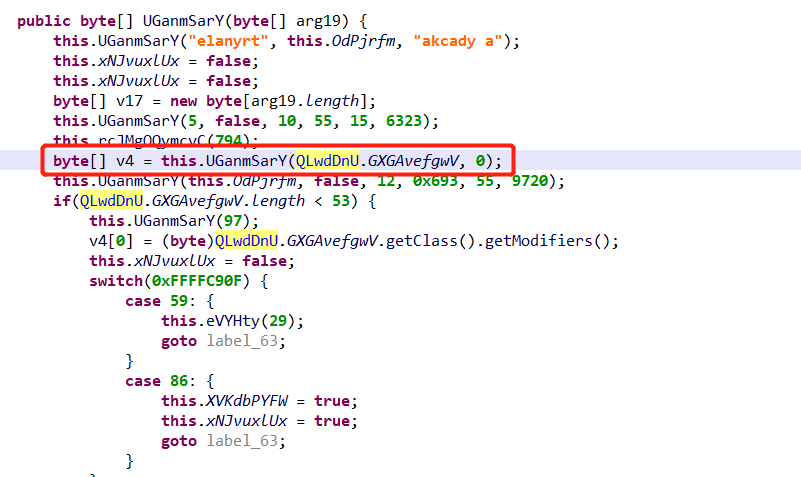 public byte[] UGanmSarY(byte[] arg19) {
this.UGanmSarY("elanyrt", this.OdPjrfm, "akcady a");
this.xNJvuxlUx = false;
this.xNJvuxlUx = false;
byte[] v17 = new byte[arg19.length];
this.UGanmSarY(5, false, 10, 55, 15, 6323);
(794);
byte[] v4 = this.UGanmSarY(QLwdDnU.GXGAvefgwV, 0);
this.UGanmSarY(this.OdPjrfm, false, 12, 0x693, 55, 9720);
if(QLwdDnU.GXGAvefgwV.length < 53) {
this.UGanmSarY(97);
v4[0] = (byte)QLwdDnU.GXGAvefgwV.getClass().getModifiers();
this.xNJvuxlUx = false;
switch(0xFFFFC90F) {
case 59: {
this.eVYHty(29);
goto label_63;
}
case 86: {
this.XVKdbPYFW = true;
this.xNJvuxlUx = true;
goto label_63;
}